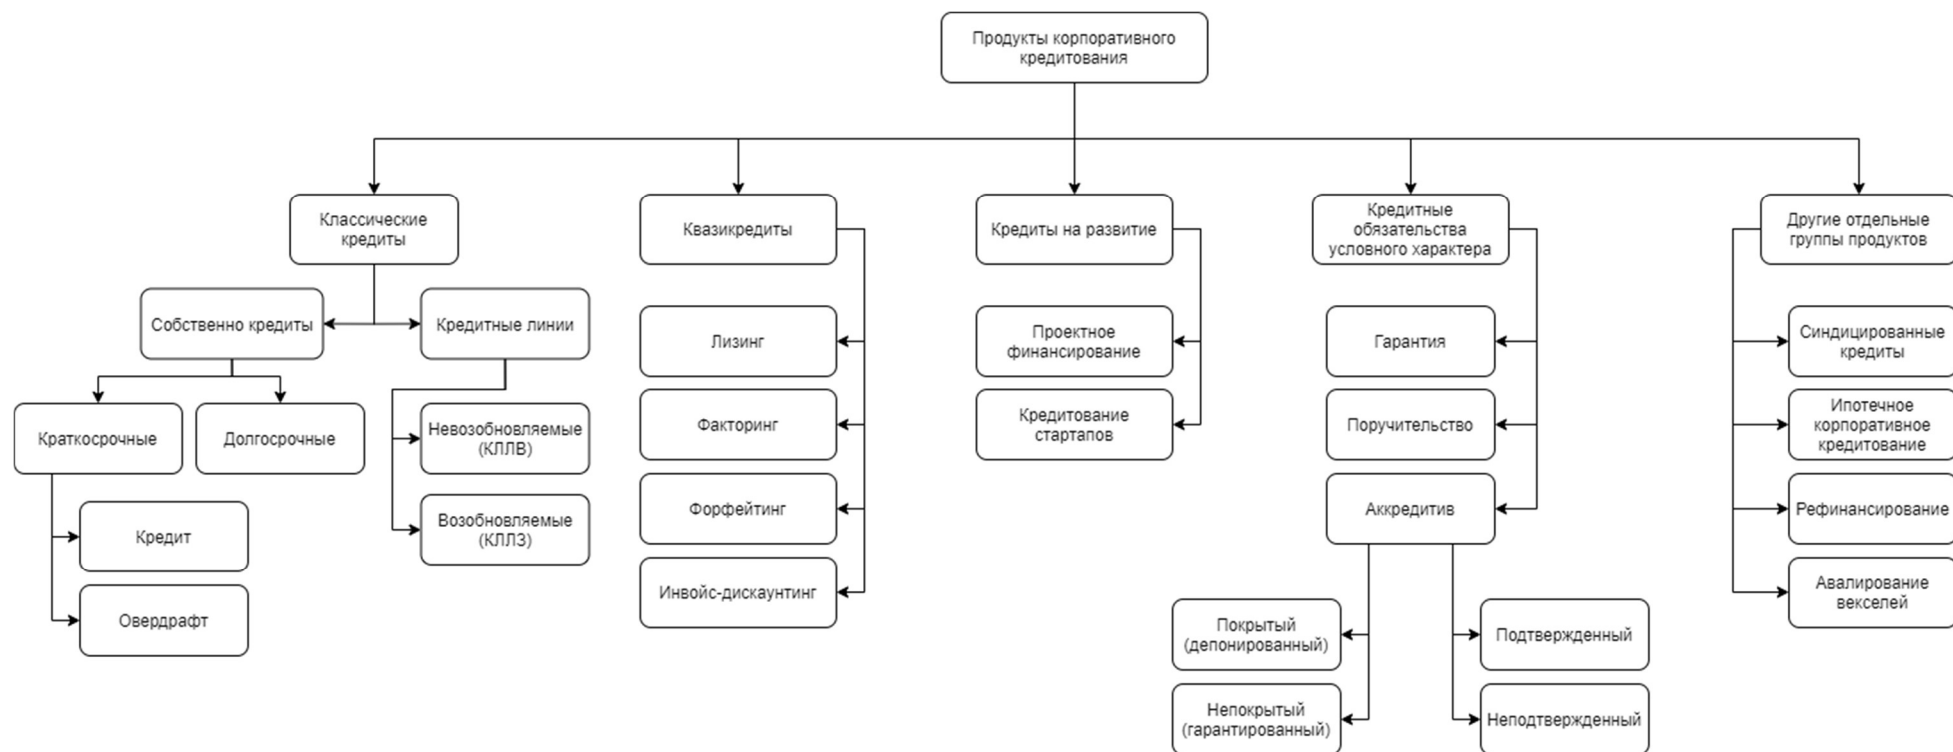 Продукты корпоративного
кредитования
Классические
кредиты
Квазикредиты
Кредиты на развитие
Кредитные
обязательства
условного характера
Другие отдельные
группы продуктов
Собственно кредиты
Кредитные линии
Лизинг
Проектное
финансирование
Гарантия
Синдицированные
кредиты
Краткосрочные
Долгосрочные
Невозобновляемые
(КЛЛВ)
Факторинг
Кредитование
стартапов
Поручительство
Ипотечное
корпоративное
кредитование
Кредит
Возобновляемые
(КЛЛЗ)
Форфейтинг
Аккредитив
Рефинансирование
Овердрафт
Инвойс-дискаунтинг
Авалирование
векселей
Покрытый
(депонированный)
Подтвержденный
Непокрытый
(гарантированный)
Неподтвержденный